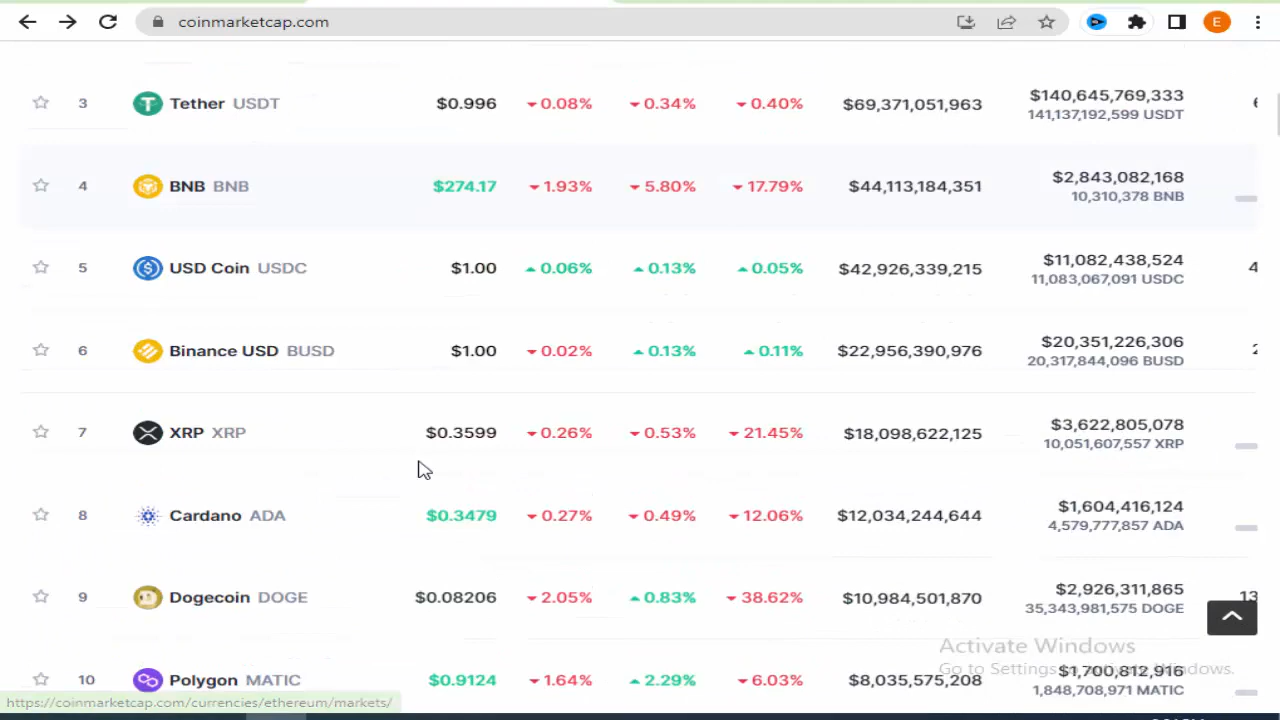 coinmarketcap.com
E
3 Tether USDT $0.996 0.08% 0.34% 0.40% $69,371,051,963 $140,645,769,333
141,137,192,599 USDT
4 BNB BNB $274.17 1.93% 5.80% 17.79% $44,113,184,351 $2,843,082,168
10,310,378 BNB
5 USD Coin USDC $1.00 0.06% 0.13% 0.05% $42,926,339,215 $11,082,438,524 4
11,083,067,091 USDC
6 Binance USD BUSD $1.00 0.02% 0.13% 0.11% $22,956,390,976 $20,351,226,306
20,317,844,096 BUSD
7 XRP XRP $0.3599 0.26% 0.53% 21.45% $18,098,622,125 $3,622,805,078
10,051,607,557 XRP
8 Cardano ADA $0.3479 0.27% 0.49% 12.06% $12,034,244,644 $1,604,416,124
4,579,777,857 ADA
9 Dogecoin DOGE $0.08206 2.05% 0.83% 38.62% $10,984,501,870 $2,926,311,865 13
35,343,981,575 DOGE
Activate Windows
Go to Settings to activate Windows.
10 Polygon MATIC $0.9124 1.64% 2.29% 6.03% $8,035,575,208 $1,700,812,916
1,848,708,971 MATIC
https://coinmarketcap.com/currencies/ethereum/markets/